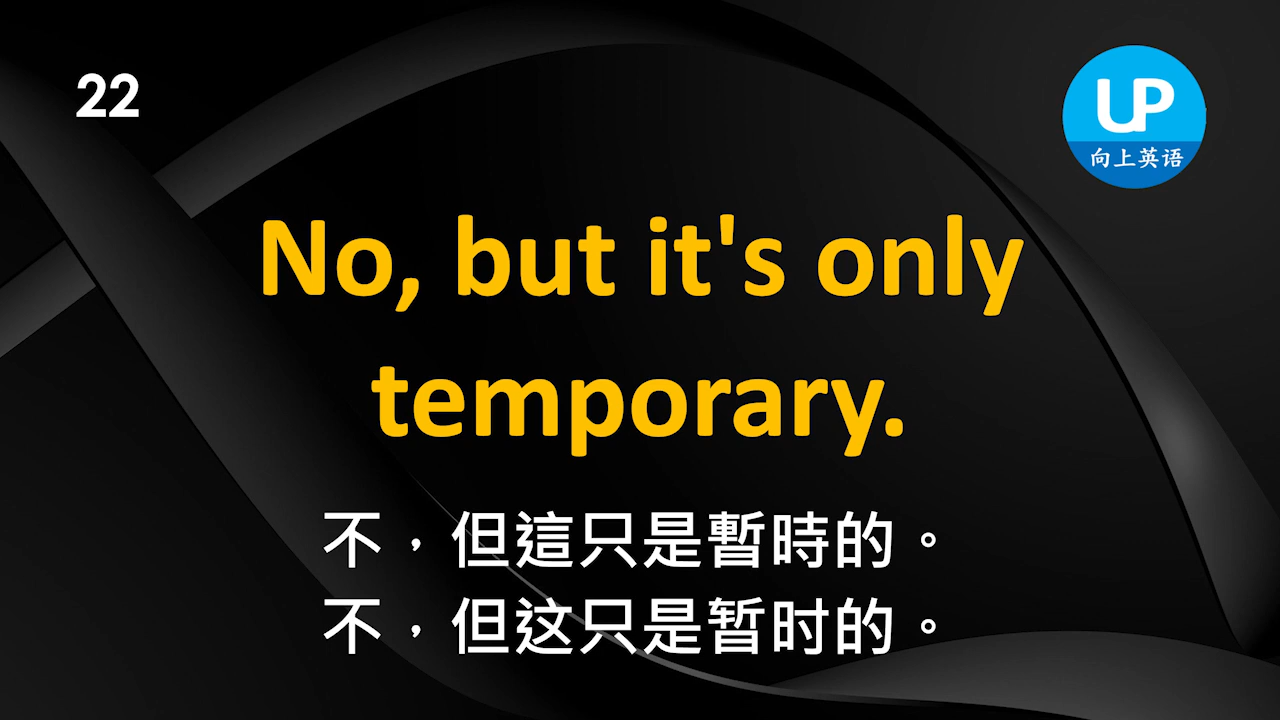 22
UP
向上英语
No, but it's only
temporary.
不，但這只是暫時的。
不，但这只是暂时的。